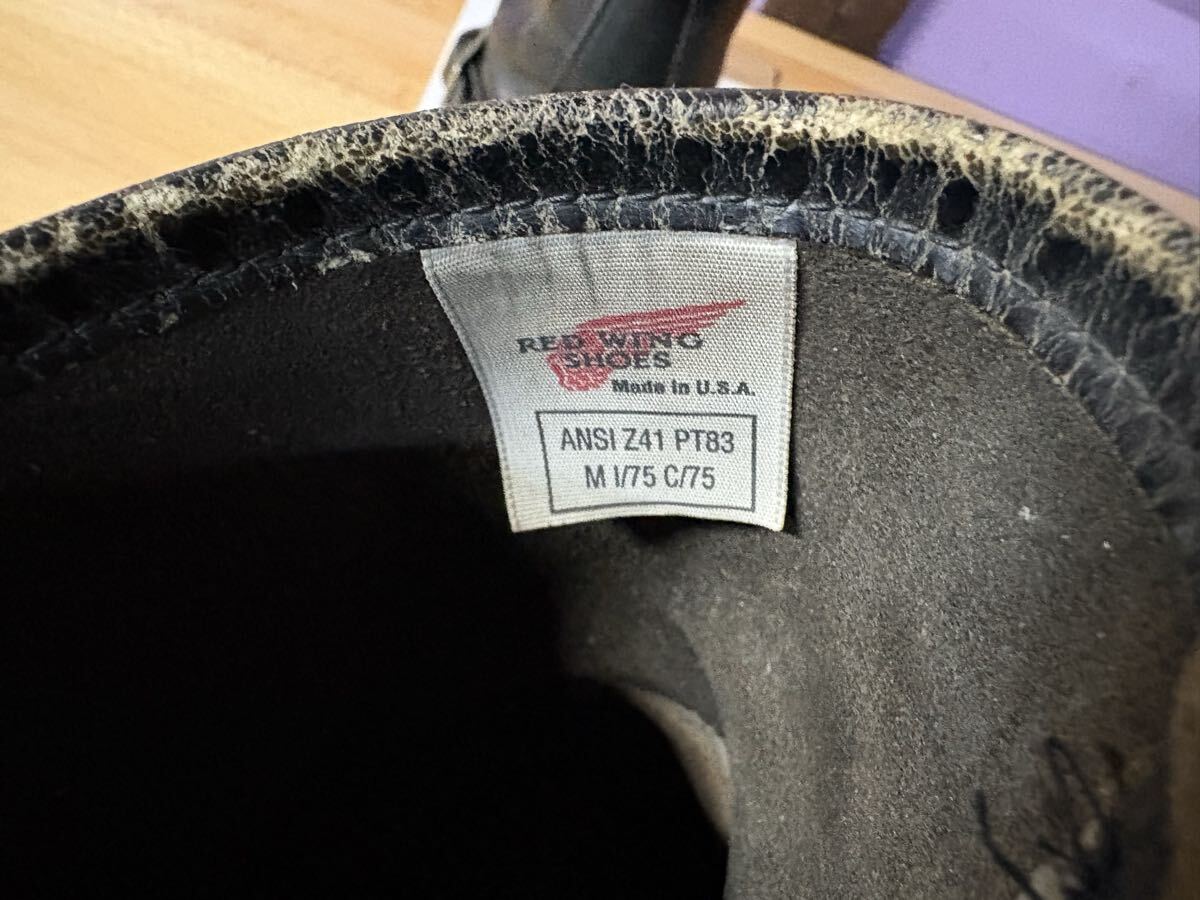 RED WING
SHOES
Made in U.S.A.
ANSI Z41 PT83
M I/75 C/75